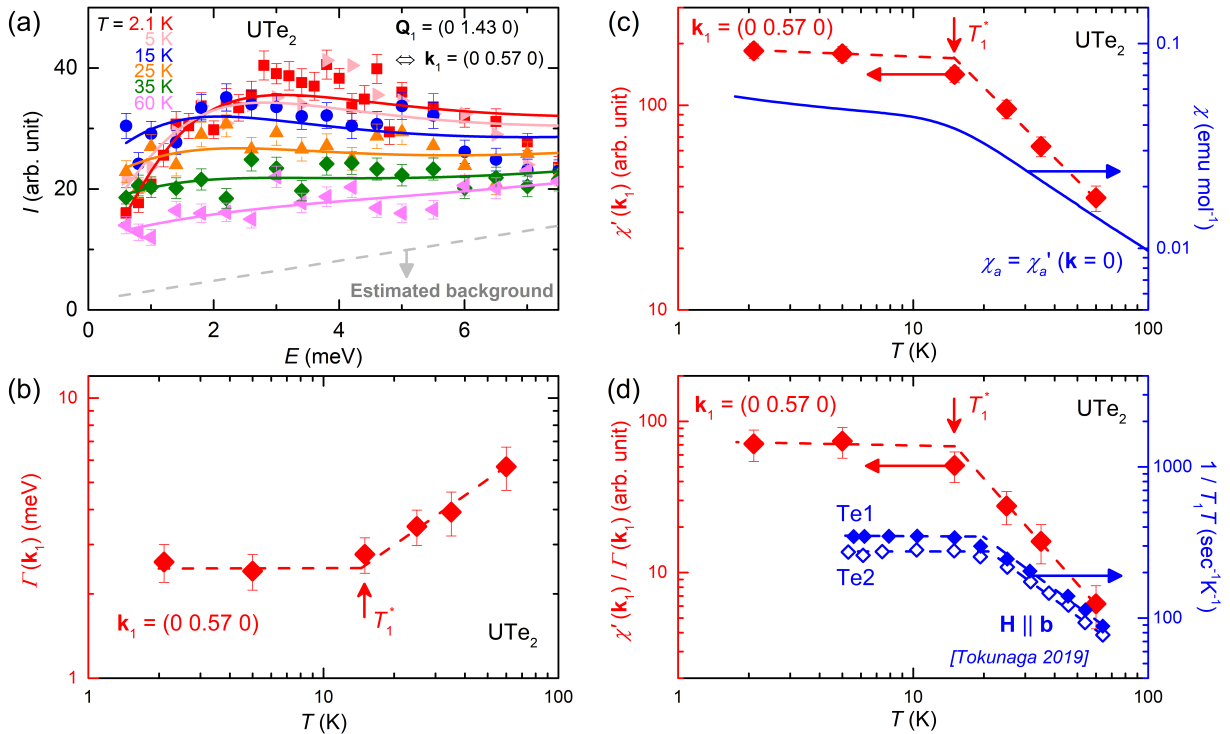 (a)
T = 2.1 K
5 K
15 K
25 K
35 K
60 K
UTe2
Q1 = (0 1.43 0)
⇔ k1 = (0 0.57 0)
40
20
0
I (arb. unit)
Estimated background
0 2 4 6
E (meV)
(b)
10
1
Γ(k1) (meV)
T1*
k1 = (0 0.57 0)
UTe2
1 10 100
T (K)
(c)
k1 = (0 0.57 0)
T1*
UTe2
100
10
χ' (k1) (arb. unit)
0.1
0.01
χ (emu mol-1)
χa = χa' (k = 0)
1 10 100
T (K)
(d)
k1 = (0 0.57 0)
T1*
UTe2
100
10
χ'(k1) / Γ(k1) (arb. unit)
1000
100
1 / T1T (sec-1K-1)
Te1
Te2
H || b
[Tokunaga 2019]
1 10 100
T (K)